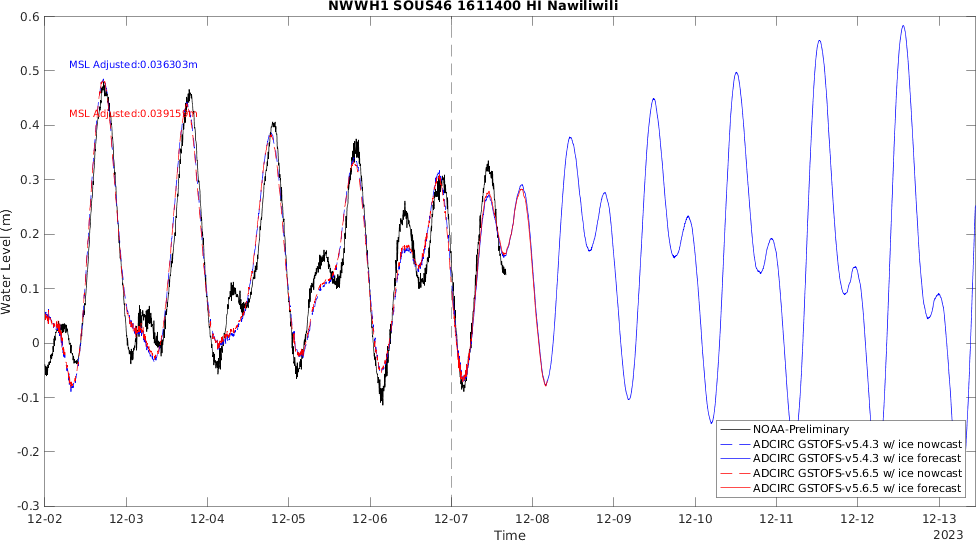 NWWH1 SOUS46 1611400 HI Nawiliwili
0.6
0.5
0.4
0.3
0.2
0.1
0
-0.1
-0.2
-0.3
Water Level (m)
MSL Adjusted:0.036303m
MSL Adjusted:0.03915 m
NOAA-Preliminary
ADCIRC GSTOFS-v5.4.3 w/ ice nowcast
ADCIRC GSTOFS-v5.4.3 w/ ice forecast
ADCIRC GSTOFS-v5.6.5 w/ ice nowcast
ADCIRC GSTOFS-v5.6.5 w/ ice forecast
12-02 12-03 12-04 12-05 12-06 12-07 12-08 12-09 12-10 12-11 12-12 12-13
Time
2023